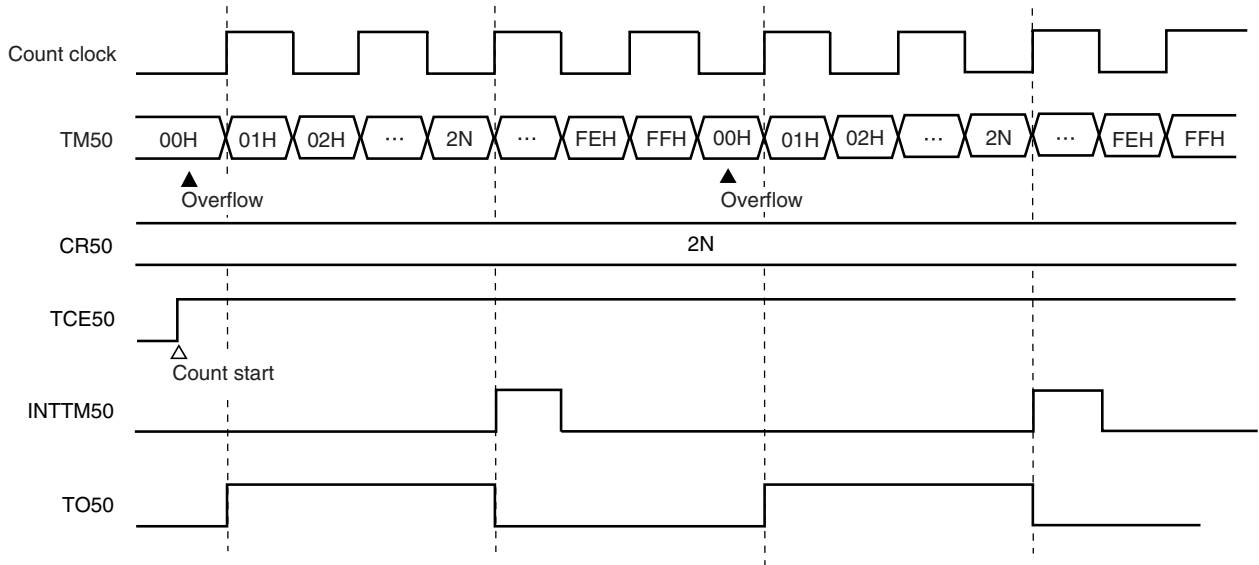 Count clock
TM50 00H 01H 02H ... 2N ... FEH FFH 00H 01H 02H ... 2N ... FEH FFH
Overflow Overflow
CR50 2N
TCE50
Count start
INTTM50
TO50